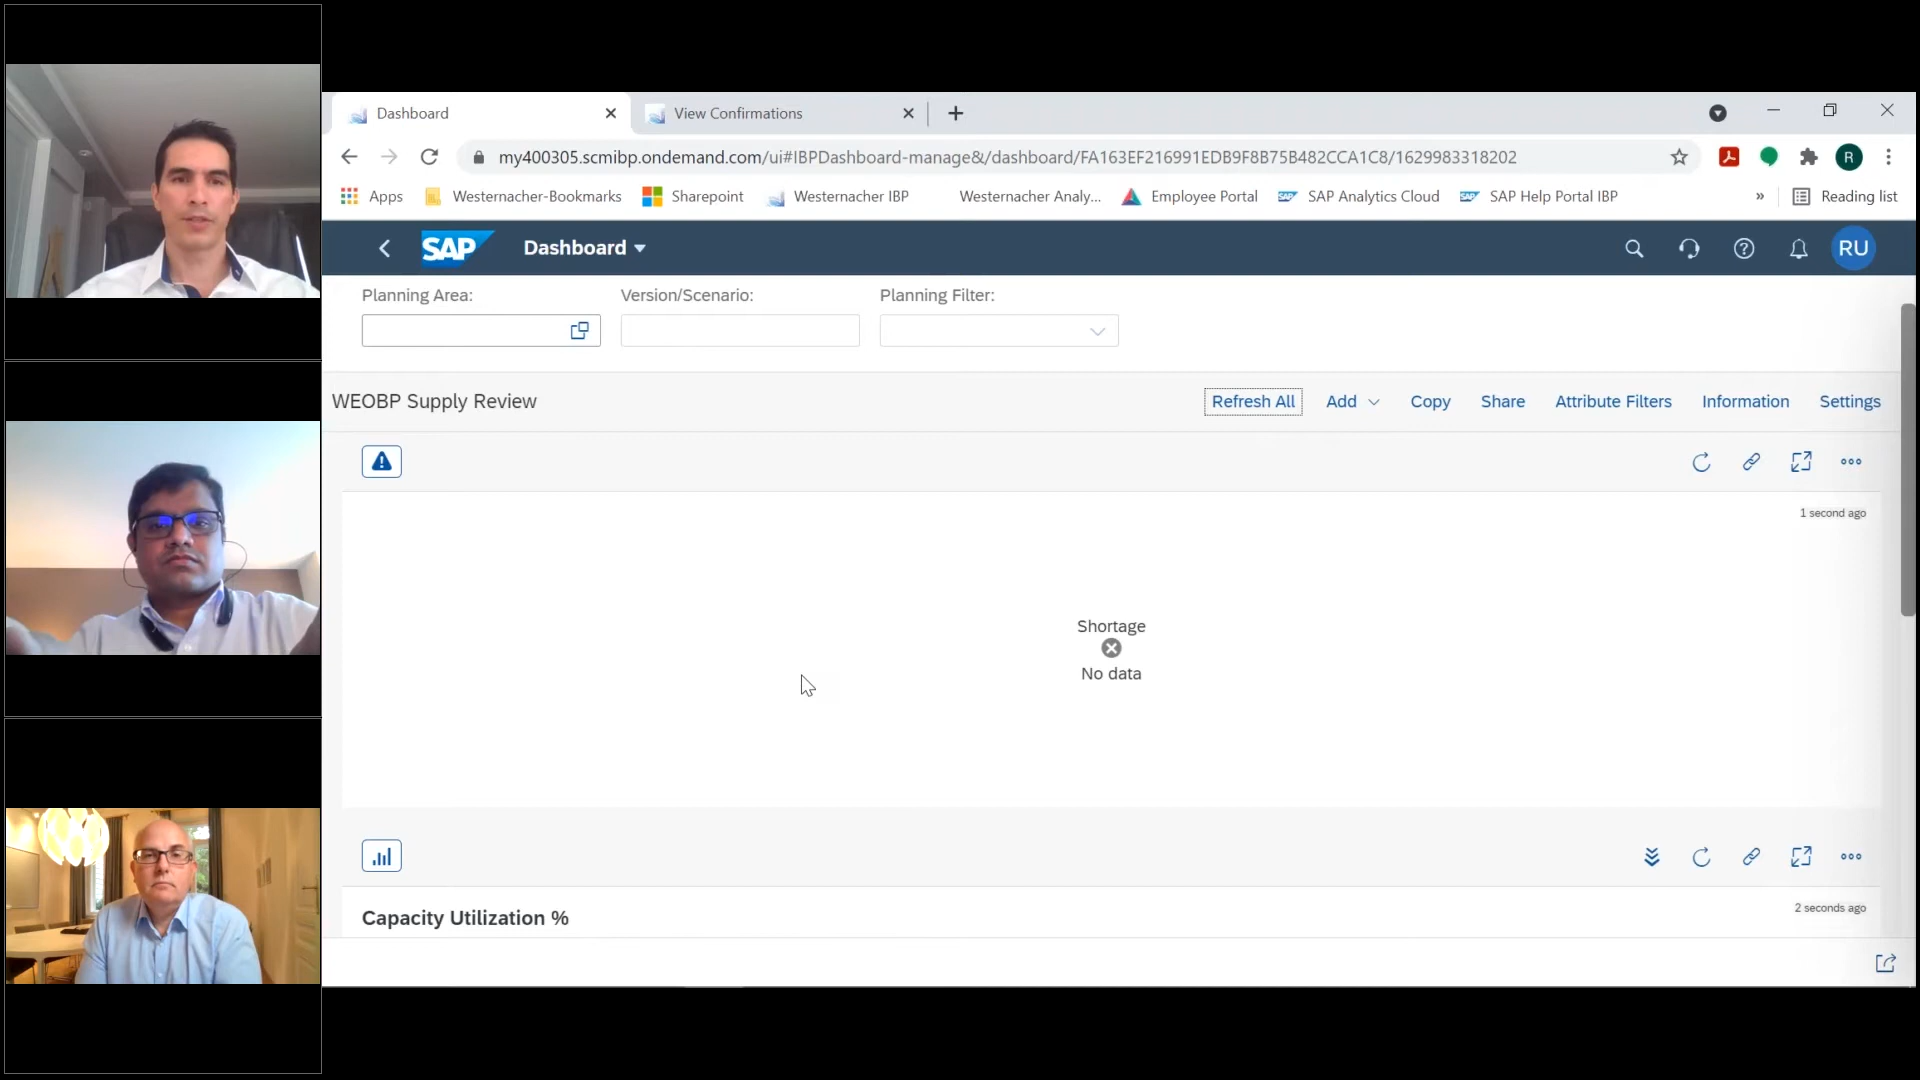 Dashboard
View Confirmations
my400305.scmibp.ondemand.com/ui#IBPDashboard-manage&/dashboard/FA163EF216991EDB9F8B75B482CCA1C8/1629983318202
R
Apps
Westernacher-Bookmarks
Sharepoint
Westernacher IBP
Westernacher Analy...
Employee Portal
SAP Analytics Cloud
SAP Help Portal IBP
»
Reading list
SAP
Dashboard
RU
Planning Area:
Version/Scenario:
Planning Filter:
WEOBP Supply Review
Refresh All
Add
Copy
Share
Attribute Filters
Information
Settings
1 second ago
Shortage
No data
Capacity Utilization %
2 seconds ago